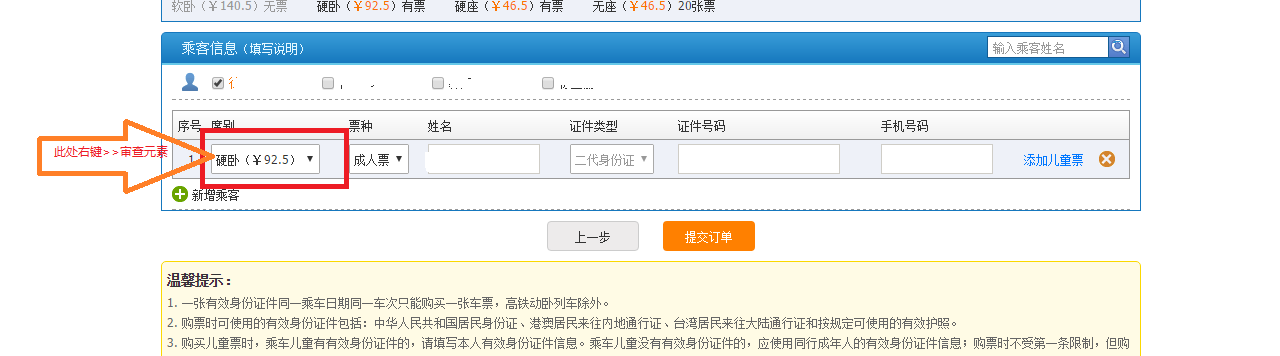 软卧（￥140.5）无票 硬卧（￥92.5）有票 硬座（￥46.5）有票 无座（￥46.5）20张票
乘客信息（填写说明） 输入乘客姓名
序号 席别 票种 姓名 证件类型 证件号码 手机号码
此处右键>>审查元素
1 硬卧（￥92.5） 成人票 二代身份证 添加儿童票
新增乘客
上一步 提交订单
温馨提示：
1. 一张有效身份证件同一乘车日期同一车次只能购买一张车票，高铁动卧列车除外。
2. 购票时可使用的有效身份证件包括：中华人民共和国居民身份证、港澳居民来往内地通行证、台湾居民来往大陆通行证和按规定可使用的有效护照。
3. 购买儿童票时，乘车儿童有有效身份证件的，请填写本人有效身份证件信息。乘车儿童没有有效身份证件的，应使用同行成年人的有效身份证件信息；购票时不受第一条限制，但购